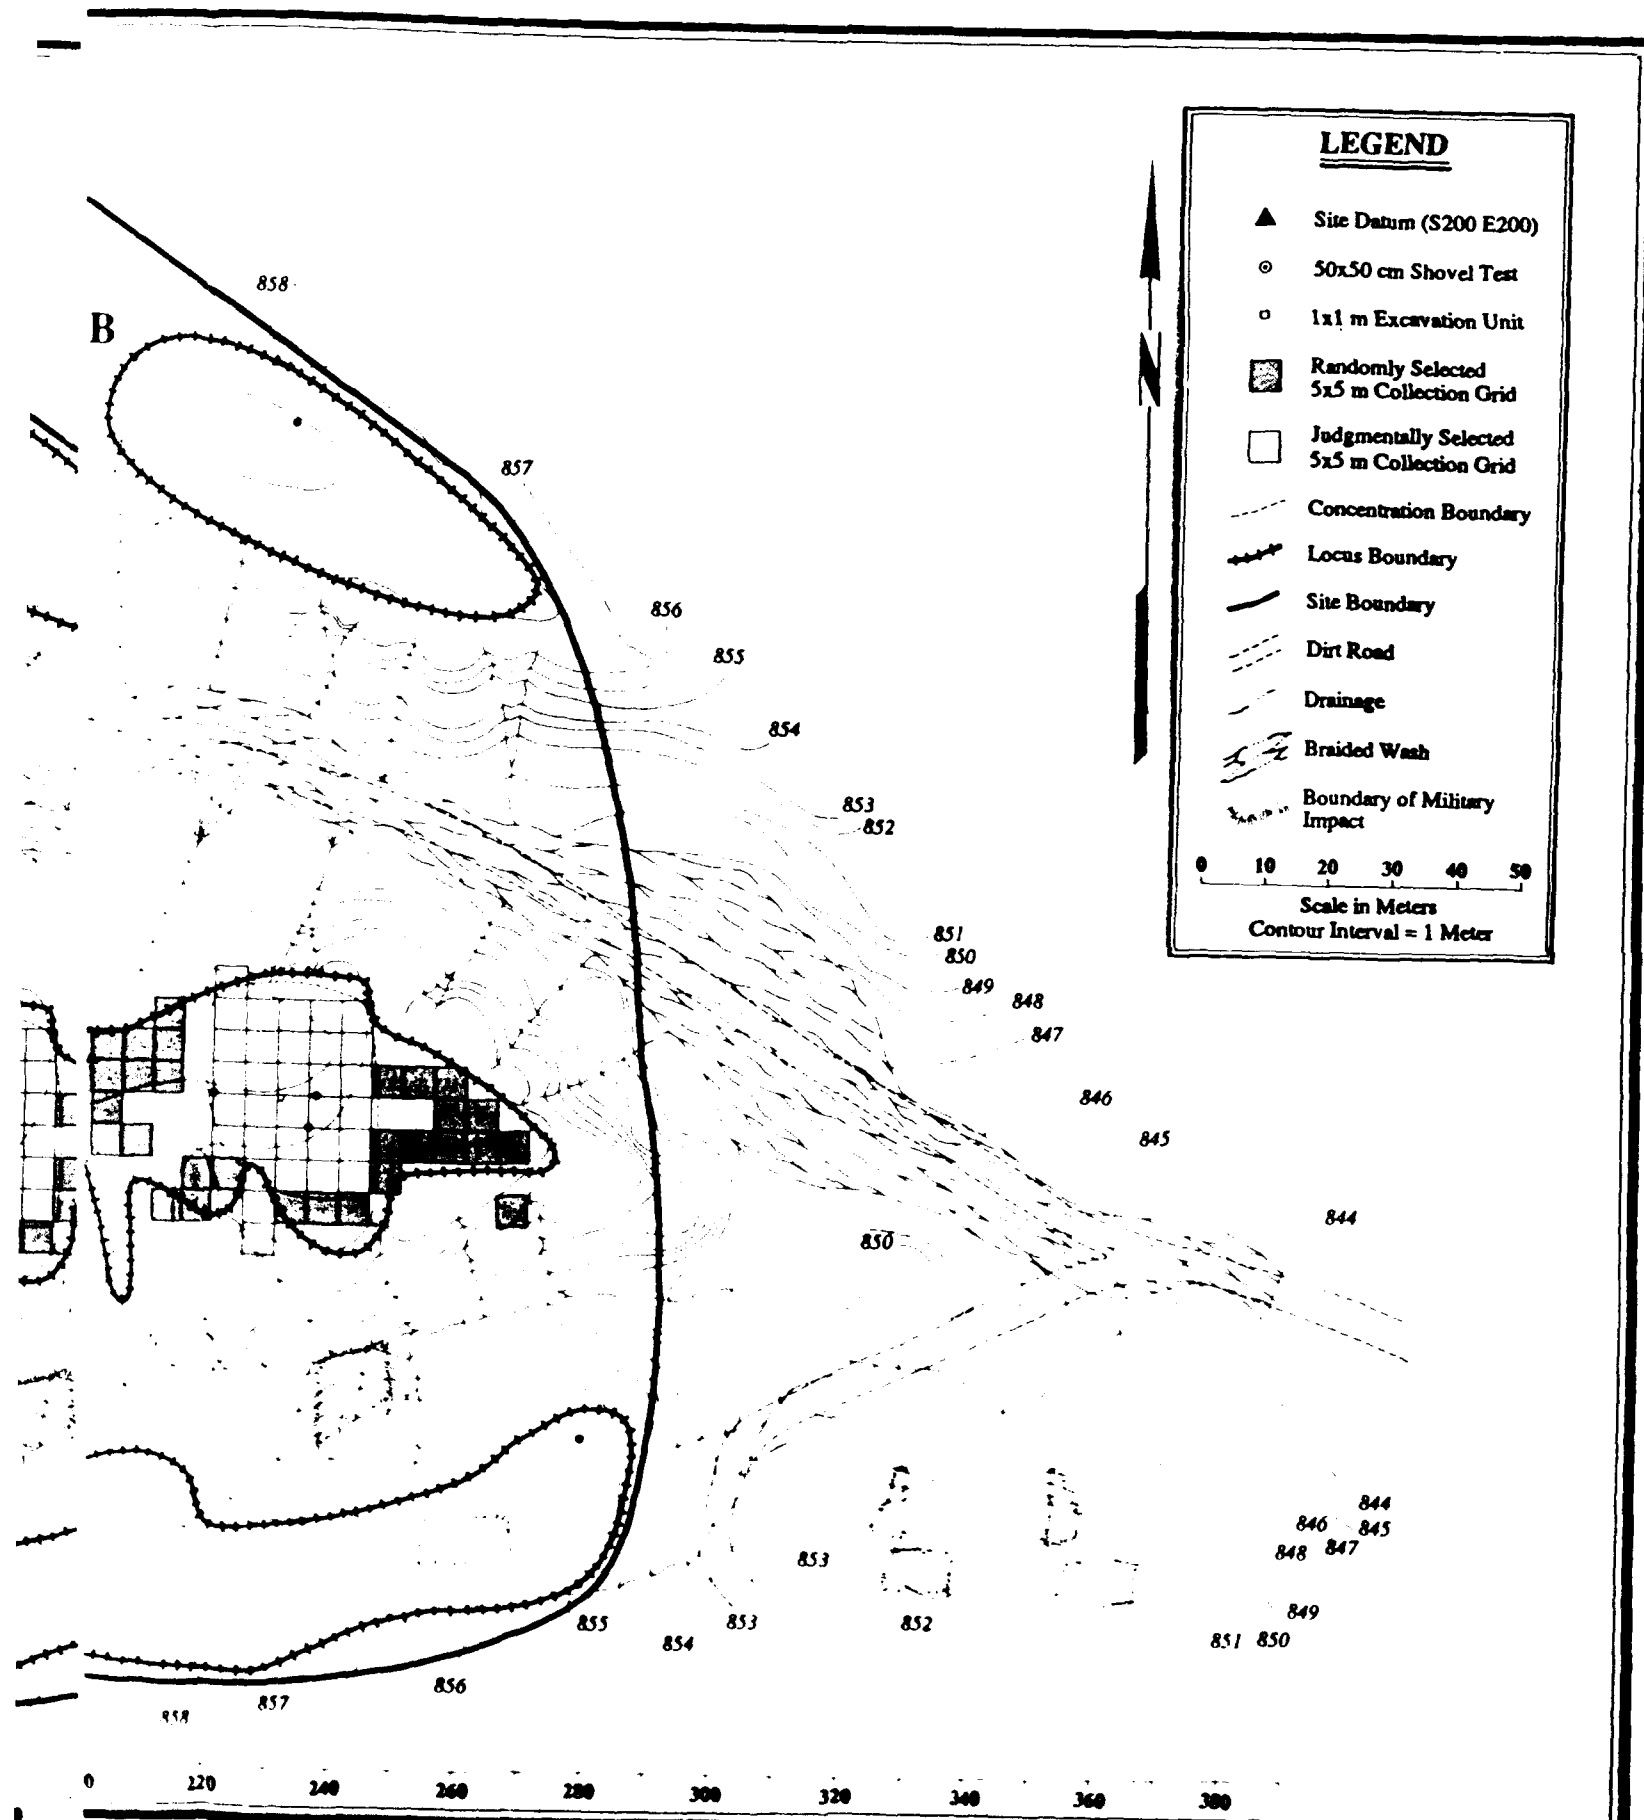 LEGEND
Site Datum (S200 E200)
50x50 cm Shovel Test
1x1 m Excavation Unit
Randomly Selected
5x5 m Collection Grid
Judgmentally Selected
5x5 m Collection Grid
Concentration Boundary
Locus Boundary
Site Boundary
Dirt Road
Drainage
Braided Wash
Boundary of Military
Impact
0 10 20 30 40 50
Scale in Meters
Contour Interval = 1 Meter
N
858
B
857
856
855
854
853
852
851
850
849
848
847
846
845
844
850
844
846
845
848
847
853
849
855
853
852
854
851
850
856
857
858
0 220 240 260 280 300 320 340 360 380